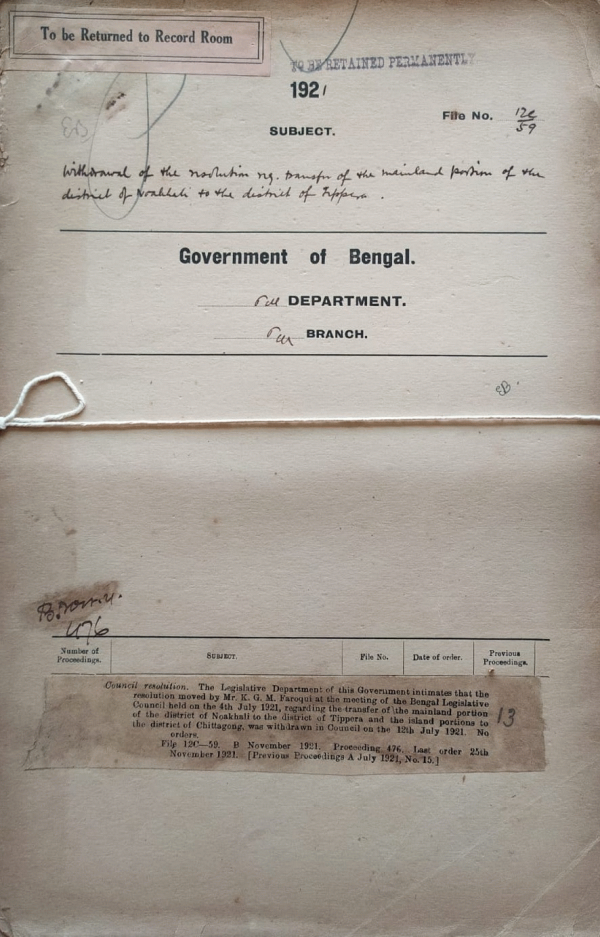 To be Returned to Record Room
TO BE RETAINED PERMANENTLY
1921
File No. 12C/59
SUBJECT.
Withdrawal of the resolution reg. transfer of the mainland portion of the
district of Noakhali to the district of Tippera.
Government of Bengal.
DEPARTMENT.
BRANCH.
476
Number of Proceedings.
SUBJECT.
File No.
Date of order.
Previous Proceedings.
Council resolution. The Legislative Department of this Government intimates that the
resolution moved by Mr. K. G. M. Faroqui at the meeting of the Bengal Legislative
Council held on the 4th July 1921, regarding the transfer of the mainland portion
of the district of Noakhali to the district of Tippera and the island portions to
the district of Chittagong, was withdrawn in Council on the 12th July 1921. No
orders.
File 12C—59. B November 1921. Proceeding 476. Last order 25th
November 1921. [Previous Proceedings A July 1921, No. 15.]
13